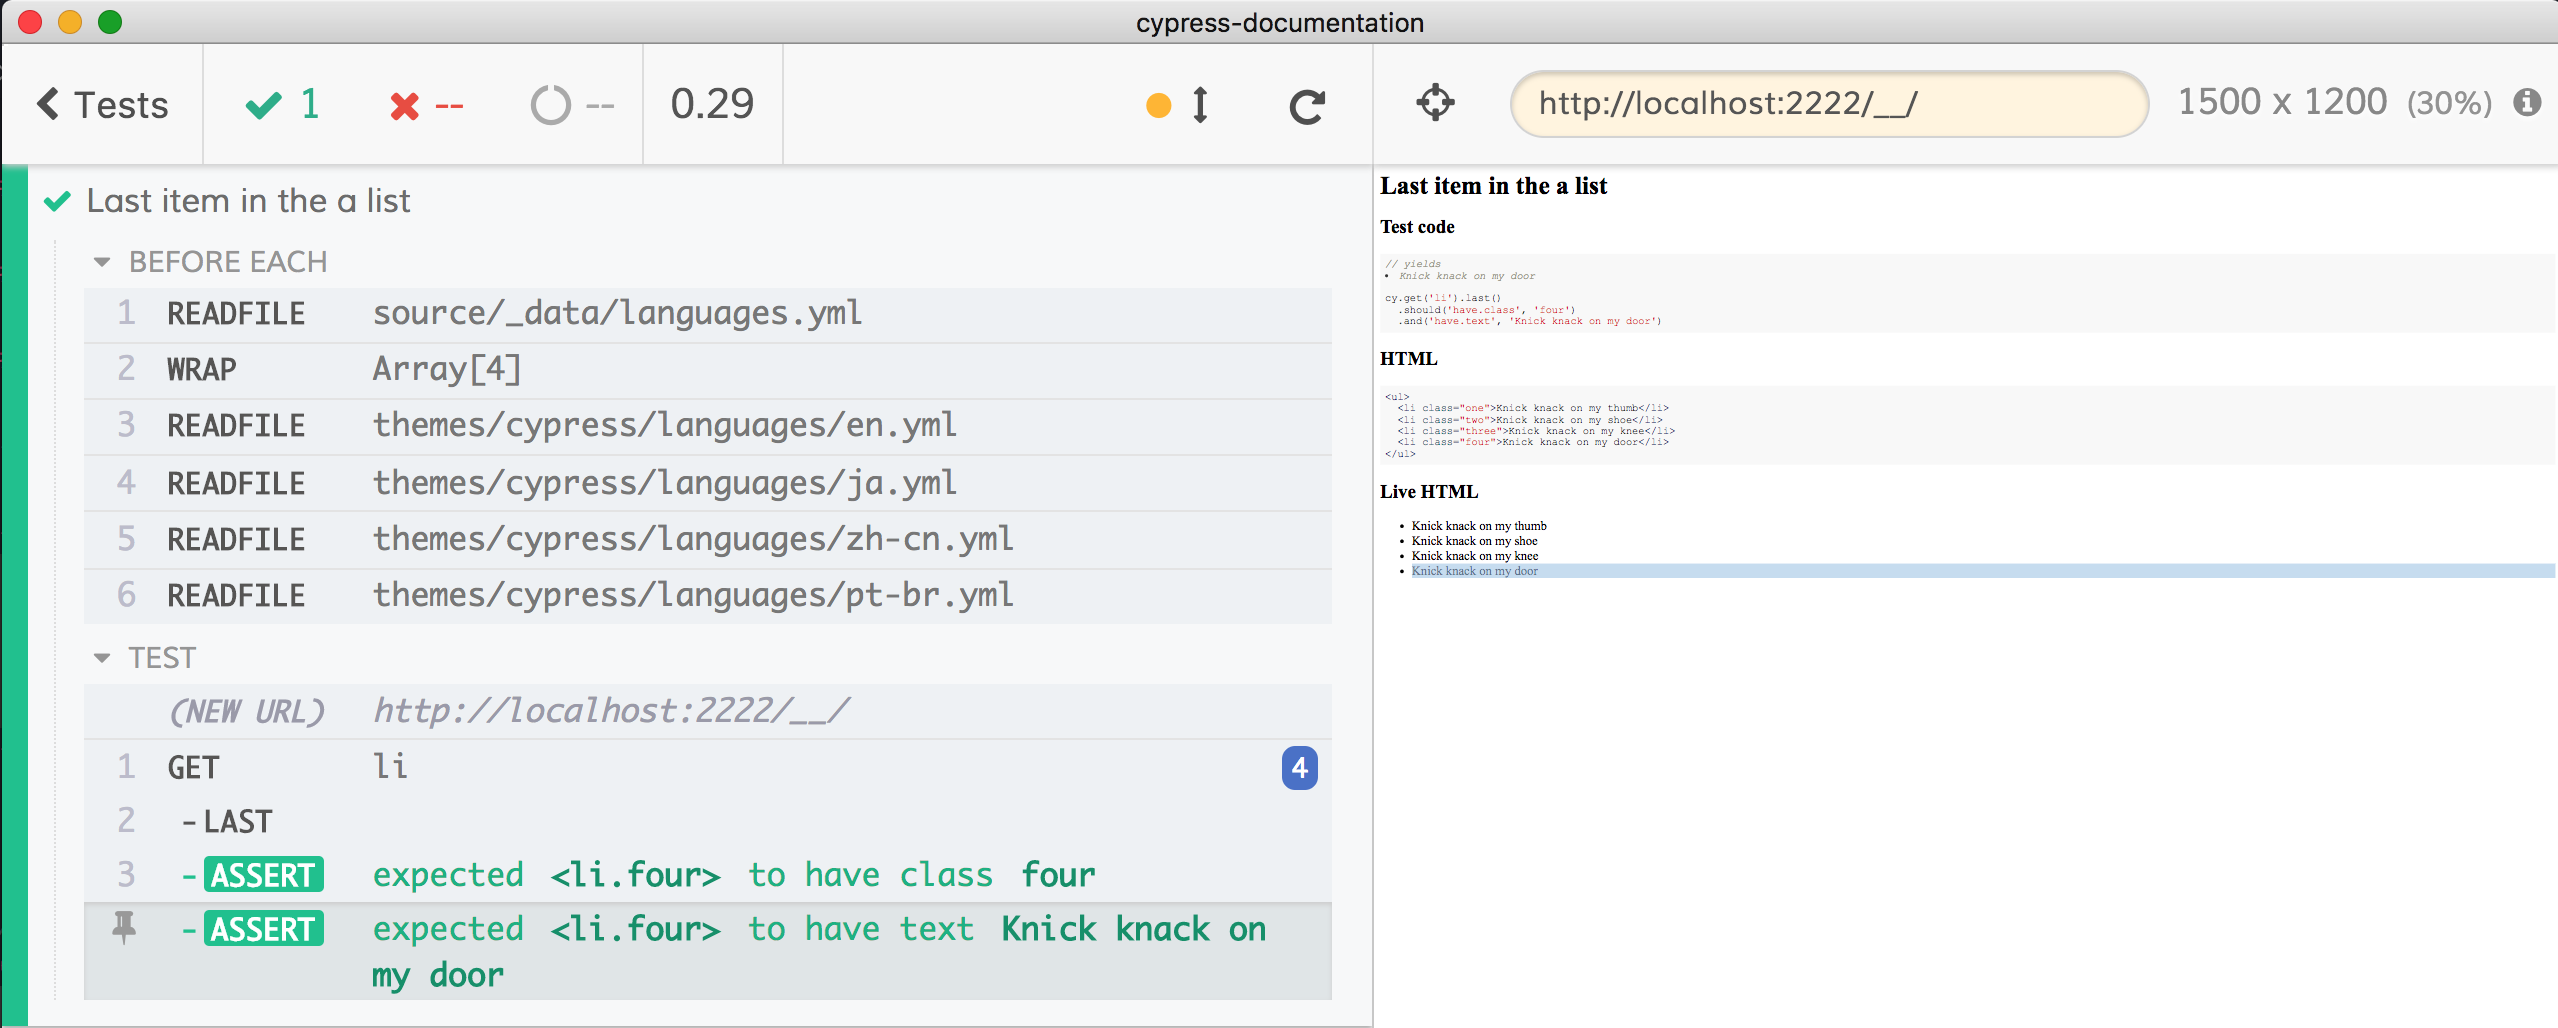 cypress-documentation
Tests 1 -- -- 0.29
http://localhost:2222/__/ 1500 x 1200 (30%)
Last item in the a list
BEFORE EACH
1 READFILE source/_data/languages.yml
2 WRAP Array[4]
3 READFILE themes/cypress/languages/en.yml
4 READFILE themes/cypress/languages/ja.yml
5 READFILE themes/cypress/languages/zh-cn.yml
6 READFILE themes/cypress/languages/pt-br.yml
TEST
(NEW URL) http://localhost:2222/__/
1 GET li 4
2 -LAST
3 -ASSERT expected <li.four> to have class four
-ASSERT expected <li.four> to have text Knick knack on
my door
Last item in the a list
Test code
// yields
• Knick knack on my door
cy.get('li').last()
.should('have.class', 'four')
.and('have.text', 'Knick knack on my door')
HTML
<ul>
<li class="one">Knick knack on my thumb</li>
<li class="two">Knick knack on my shoe</li>
<li class="three">Knick knack on my knee</li>
<li class="four">Knick knack on my door</li>
</ul>
Live HTML
• Knick knack on my thumb
• Knick knack on my shoe
• Knick knack on my knee
• Knick knack on my door